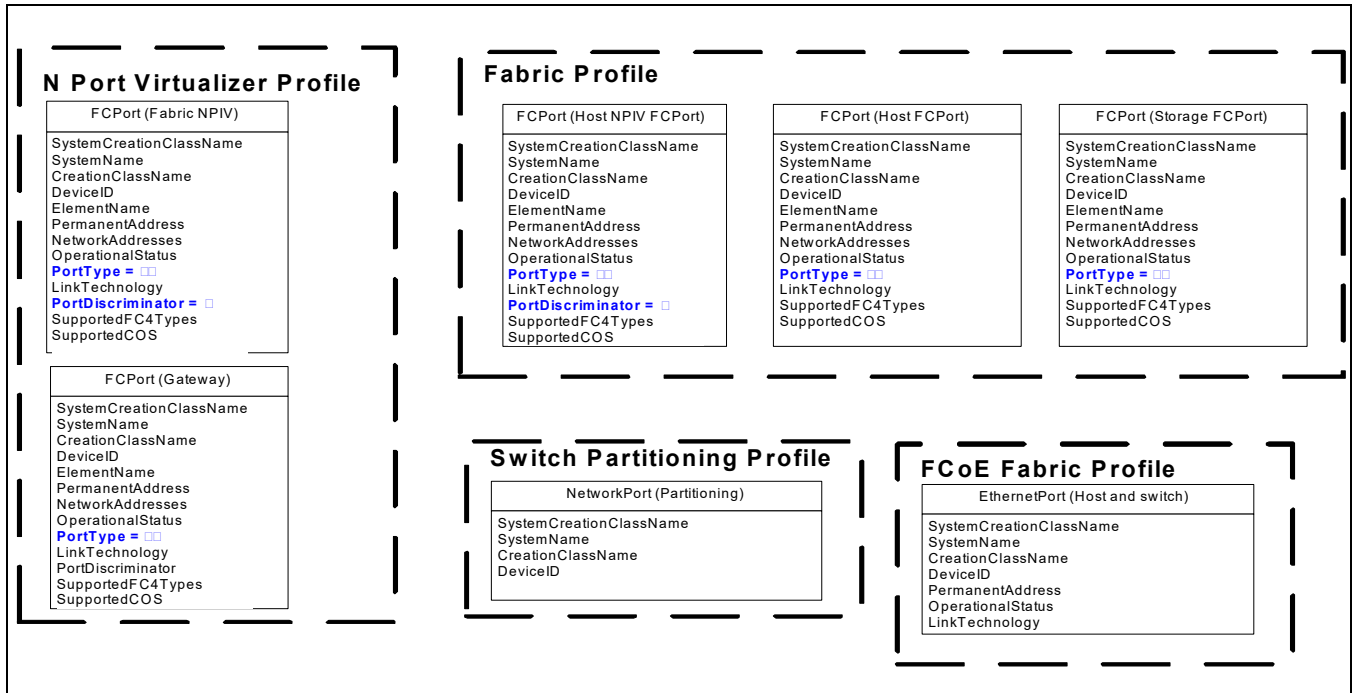 N Port Virtualizer Profile
FCPort (Fabric NPIV)
SystemCreationClassName
SystemName
CreationClassName
DeviceID
ElementName
PermanentAddress
NetworkAddresses
OperationalStatus
PortType = □□
LinkTechnology
PortDiscriminator = □
SupportedFC4Types
SupportedCOS
FCPort (Gateway)
SystemCreationClassName
SystemName
CreationClassName
DeviceID
ElementName
PermanentAddress
NetworkAddresses
OperationalStatus
PortType = □□
LinkTechnology
PortDiscriminator
SupportedFC4Types
SupportedCOS
Fabric Profile
FCPort (Host NPIV FCPort)
SystemCreationClassName
SystemName
CreationClassName
DeviceID
ElementName
PermanentAddress
NetworkAddresses
OperationalStatus
PortType = □□
LinkTechnology
PortDiscriminator = □
SupportedFC4Types
SupportedCOS
FCPort (Host FCPort)
SystemCreationClassName
SystemName
CreationClassName
DeviceID
ElementName
PermanentAddress
NetworkAddresses
OperationalStatus
PortType = □□
LinkTechnology
SupportedFC4Types
SupportedCOS
FCPort (Storage FCPort)
SystemCreationClassName
SystemName
CreationClassName
DeviceID
ElementName
PermanentAddress
NetworkAddresses
OperationalStatus
PortType = □□
LinkTechnology
SupportedFC4Types
SupportedCOS
Switch Partitioning Profile
NetworkPort (Partitioning)
SystemCreationClassName
SystemName
CreationClassName
DeviceID
FCoE Fabric Profile
EthernetPort (Host and switch)
SystemCreationClassName
SystemName
CreationClassName
DeviceID
PermanentAddress
OperationalStatus
LinkTechnology